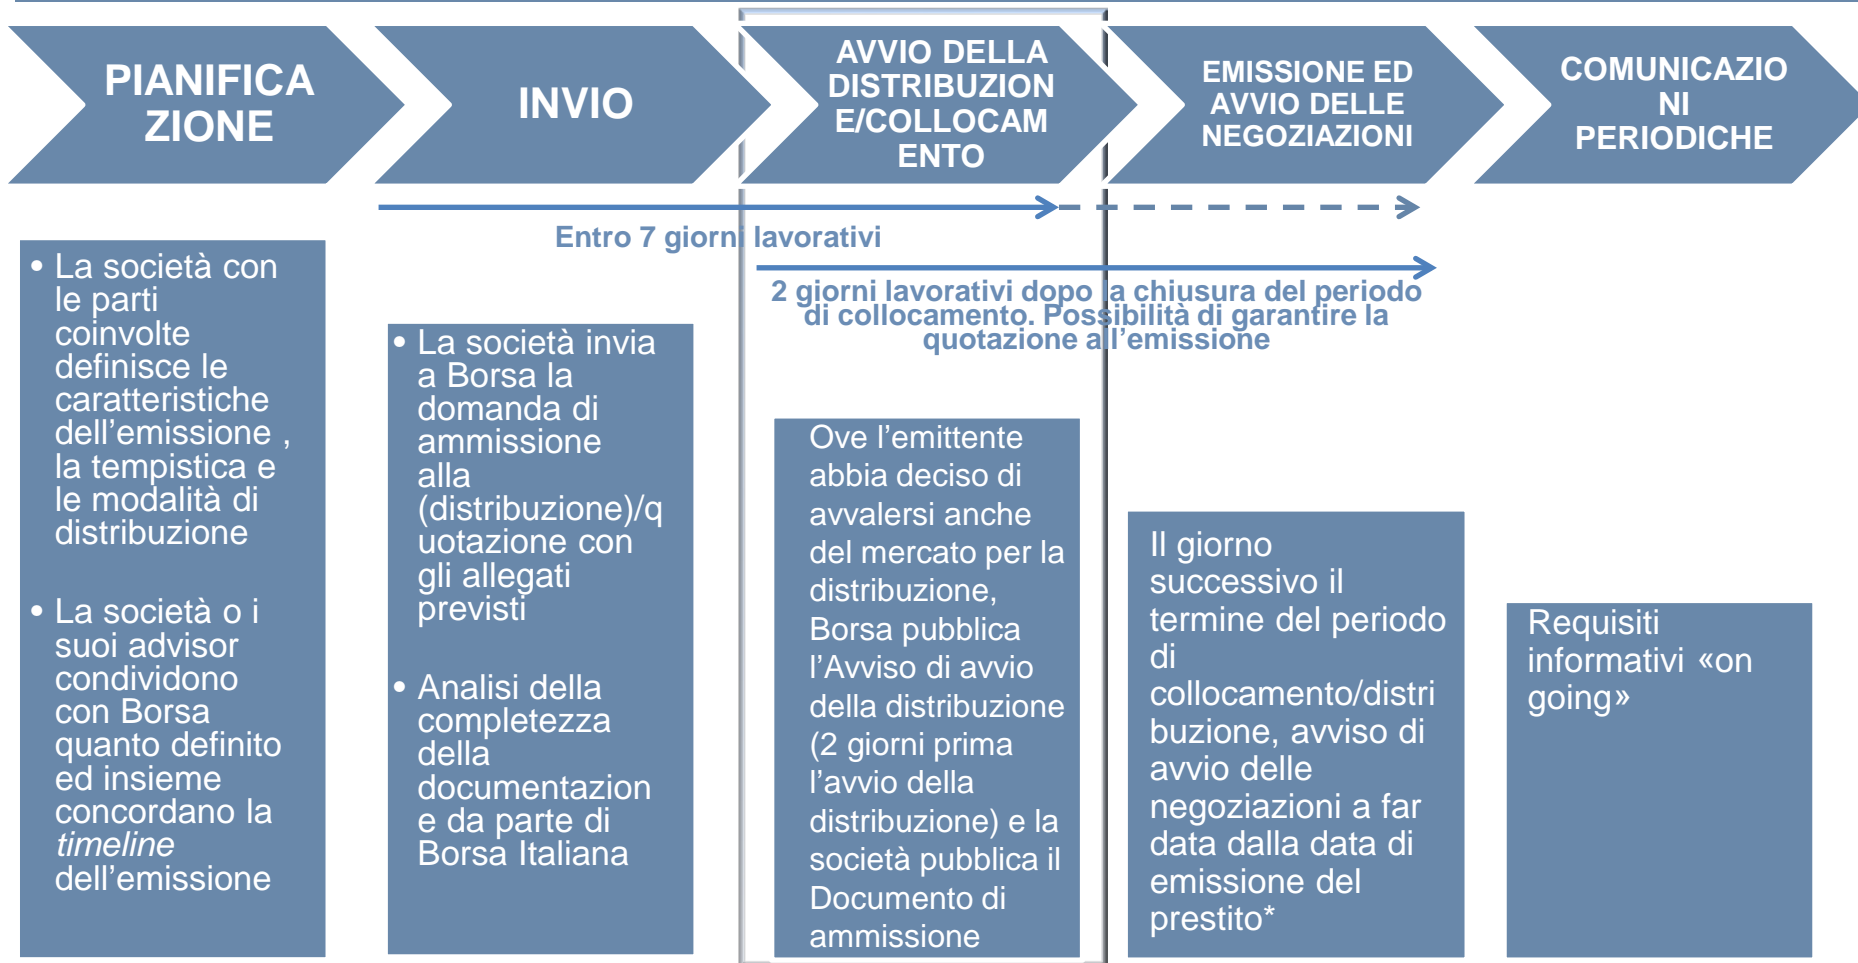 PIANIFICA
ZIONE
INVIO
AVVIO DELLA
DISTRIBUZION
E/COLLOCAM
ENTO
EMISSIONE ED
AVVIO DELLE
NEGOZIAZIONI
COMUNICAZIO
NI
PERIODICHE
Entro 7 giorni lavorativi
2 giorni lavorativi dopo la chiusura del periodo
di collocamento. Possibilità di garantire la
quotazione all’emissione
• La società con
le parti
coinvolte
definisce le
caratteristiche
dell’emissione ,
la tempistica e
le modalità di
distribuzione
• La società o i
suoi advisor
condividono
con Borsa
quanto definito
ed insieme
concordano la
timeline
dell’emissione
• La società invia
a Borsa la
domanda di
ammissione
alla
(distribuzione)/q
uotazione con
gli allegati
previsti
• Analisi della
completezza
della
documentazion
e da parte di
Borsa Italiana
Ove l’emittente
abbia deciso di
avvalersi anche
del mercato per la
distribuzione,
Borsa pubblica
l’Avviso di avvio
della distribuzione
(2 giorni prima
l’avvio della
distribuzione) e la
società pubblica il
Documento di
ammissione
Il giorno
successivo il
termine del periodo
di
collocamento/distri
buzione, avviso di
avvio delle
negoziazioni a far
data dalla data di
emissione del
prestito*
Requisiti
informativi «on
going»